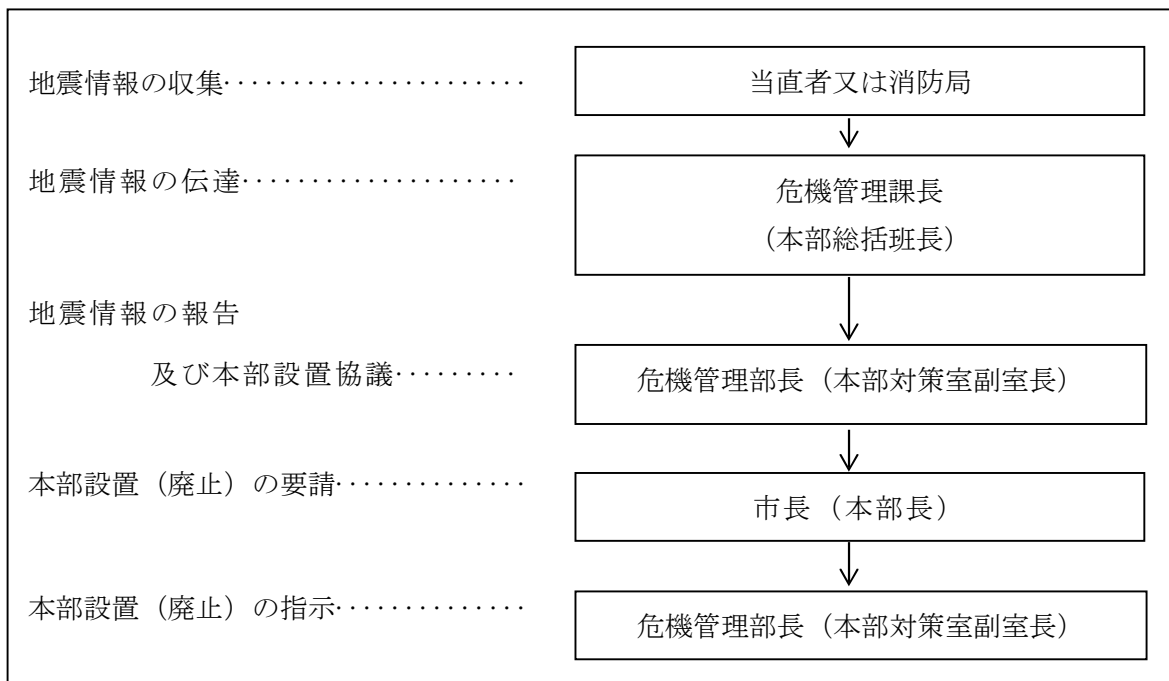 地震情報の収集‥‥‥‥‥‥‥‥‥‥‥
当直者又は消防局
地震情報の伝達‥‥‥‥‥‥‥‥‥‥
危機管理課長
（本部総括班長）
地震情報の報告
及び本部設置協議‥‥‥‥‥
危機管理部長（本部対策室副室長）
本部設置（廃止）の要請‥‥‥‥‥‥‥
市長（本部長）
本部設置（廃止）の指示‥‥‥‥‥‥‥
危機管理部長（本部対策室副室長）